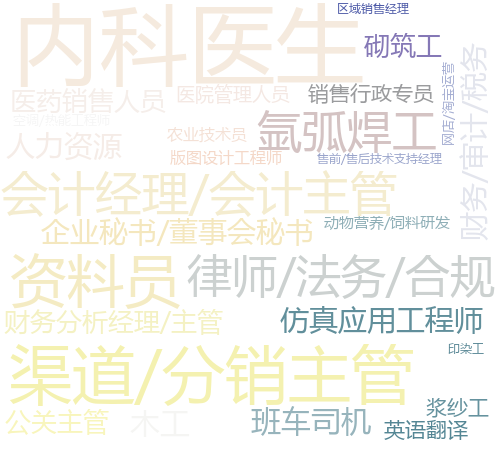 区域销售经理
内科医生
砌筑工
网店/淘宝运营
财务/审计/税务
医药销售人员
医院管理人员
销售行政专员
空调/热能工程师
农业技术员
氩弧焊工
人力资源
版图设计工程师
售前/售后技术支持经理
会计经理/会计主管
企业秘书/董事会秘书
动物营养/饲料研发
资料员
律师/法务/合规
财务分析经理/主管
仿真应用工程师
渠道/分销主管
印染工
公关主管
木工
班车司机
浆纱工
英语翻译